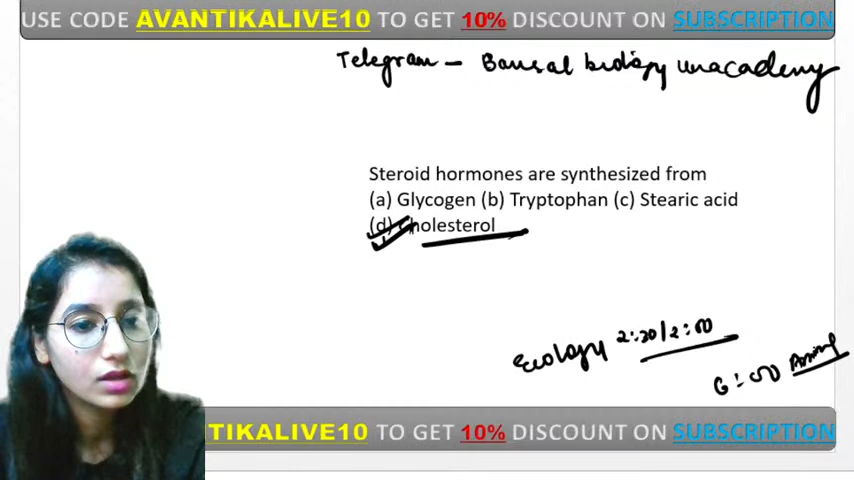 USE CODE AVANTIKALIVE10 TO GET 10% DISCOUNT ON SUBSCRIPTION
Telegram - Bansal biology unacademy
Steroid hormones are synthesized from
(a) Glycogen (b) Tryptophan (c) Stearic acid
(d) Cholesterol
Ecology 2:30/2:00
6:00
TIKALIVE10 TO GET 10% DISCOUNT ON SUBSCRIPTION